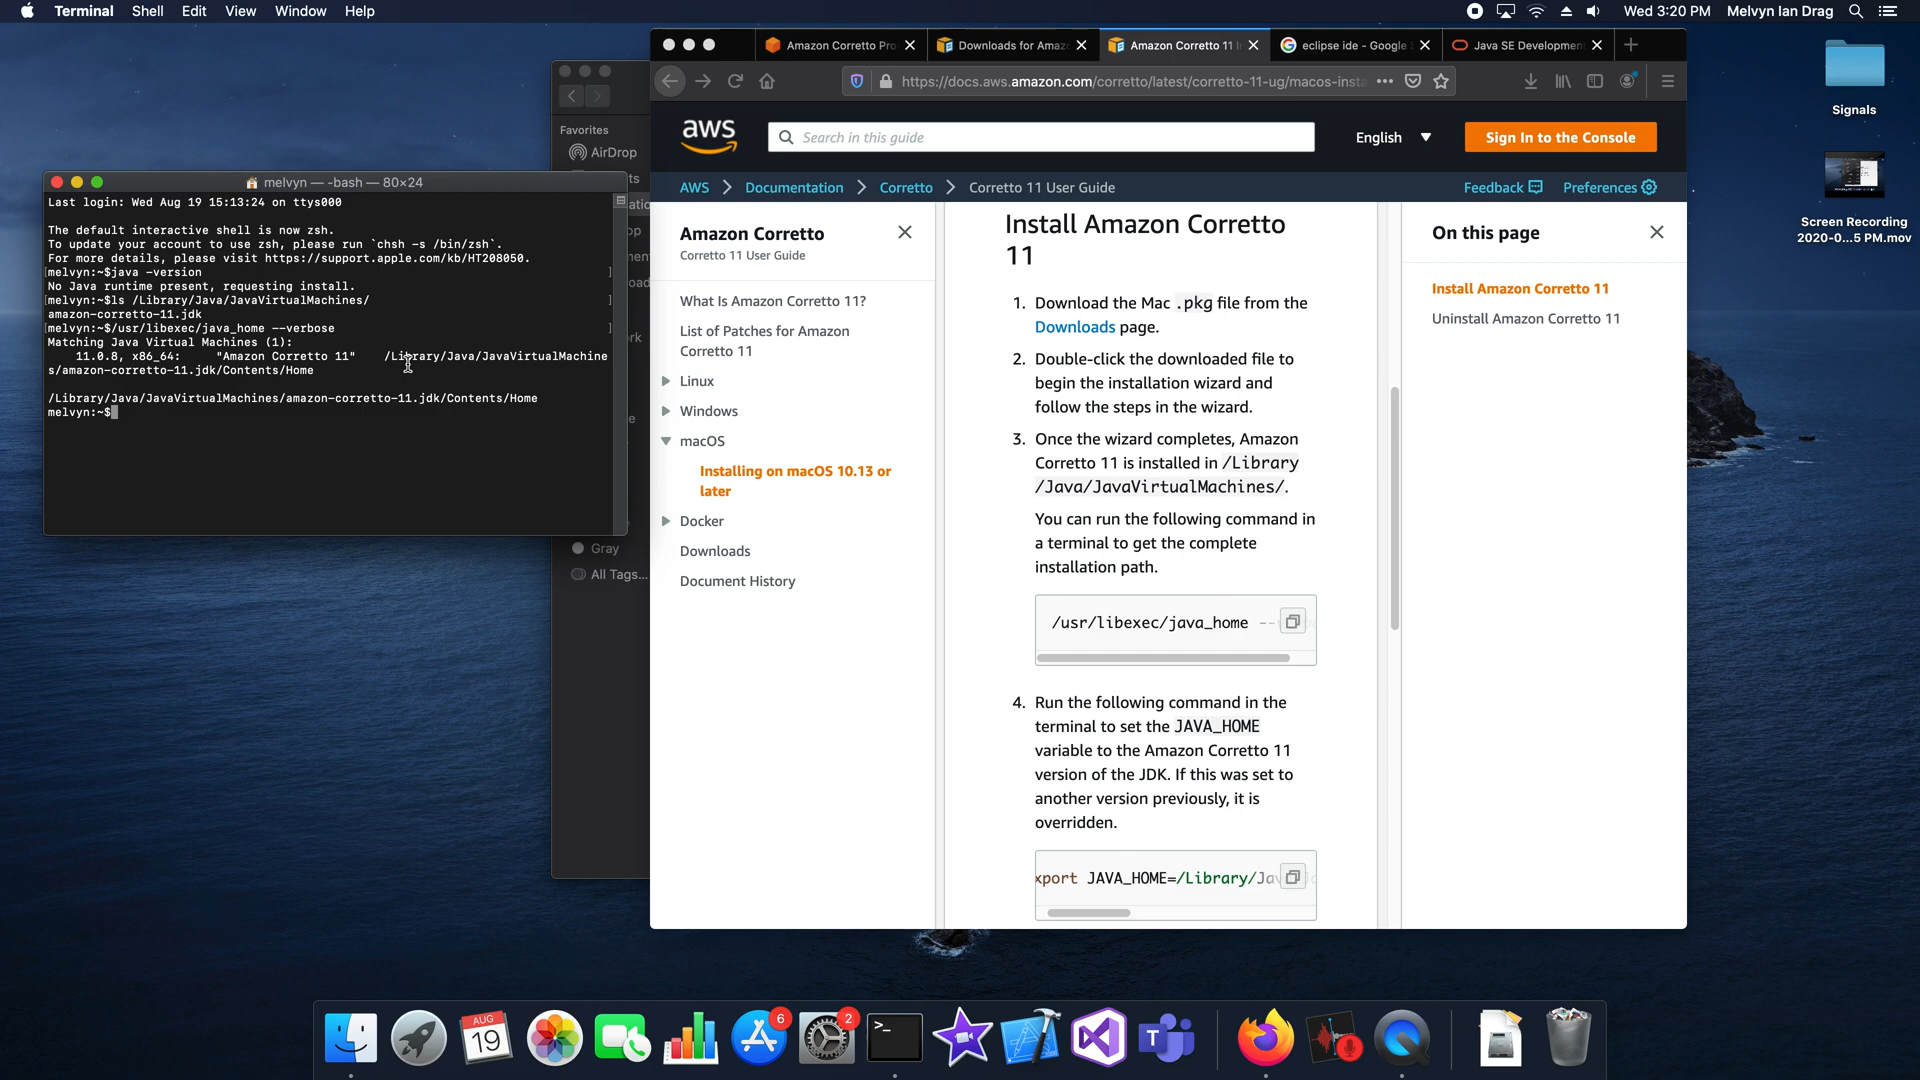 Terminal Shell Edit View Window Help
Wed 3:20 PM Melvyn Ian Drag
Signals
Screen Recording
2020-0...5 PM.mov
Favorites
AirDrop
Gray
All Tags...
melvyn — -bash — 80×24
Last login: Wed Aug 19 15:13:24 on ttys000
The default interactive shell is now zsh.
To update your account to use zsh, please run `chsh -s /bin/zsh`.
For more details, please visit https://support.apple.com/kb/HT208050.
[melvyn:~$java -version ]
No Java runtime present, requesting install.
[melvyn:~$ls /Library/Java/JavaVirtualMachines/ ]
amazon-corretto-11.jdk
[melvyn:~$/usr/libexec/java_home --verbose ]
Matching Java Virtual Machines (1):
11.0.8, x86_64: "Amazon Corretto 11" /Library/Java/JavaVirtualMachine
s/amazon-corretto-11.jdk/Contents/Home
/Library/Java/JavaVirtualMachines/amazon-corretto-11.jdk/Contents/Home
melvyn:~$
Amazon Corretto Pro
Downloads for Amaz
Amazon Corretto 11 I
eclipse ide - Google
Java SE Developmen
https://docs.aws.amazon.com/corretto/latest/corretto-11-ug/macos-insta
aws
Search in this guide
English
Sign In to the Console
AWS > Documentation > Corretto > Corretto 11 User Guide
Feedback Preferences
Amazon Corretto
Corretto 11 User Guide
What Is Amazon Corretto 11?
List of Patches for Amazon
Corretto 11
Linux
Windows
macOS
Installing on macOS 10.13 or
later
Docker
Downloads
Document History
Install Amazon Corretto
11
1. Download the Mac .pkg file from the
Downloads page.
2. Double-click the downloaded file to
begin the installation wizard and
follow the steps in the wizard.
3. Once the wizard completes, Amazon
Corretto 11 is installed in /Library
/Java/JavaVirtualMachines/.
You can run the following command in
a terminal to get the complete
installation path.
/usr/libexec/java_home --
4. Run the following command in the
terminal to set the JAVA_HOME
variable to the Amazon Corretto 11
version of the JDK. If this was set to
another version previously, it is
overridden.
xport JAVA_HOME=/Library/Jav
On this page
Install Amazon Corretto 11
Uninstall Amazon Corretto 11
AUG
19
6
2
>_
T